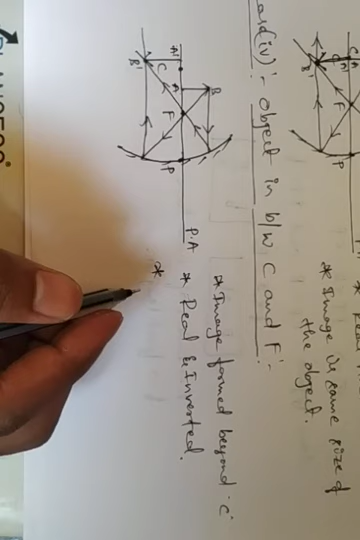 * Image is same size of
the object.
Case(iv):- object in b/w C and F:-
A'
B'
C
A
B
F
P
P.A
* Image formed beyond 'C'
* Real & Inverted.
*
C
F
P